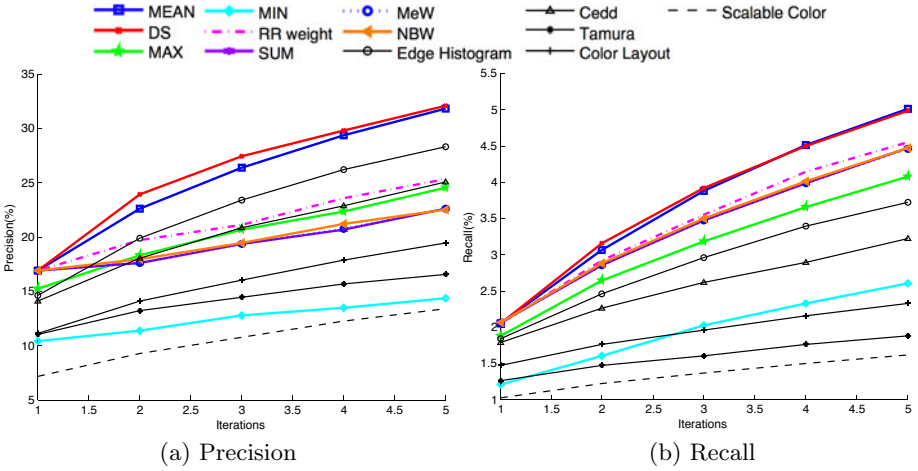 MEAN MIN MeW Cedd Scalable Color
DS RR weight NBW Tamura
MAX SUM Edge Histogram Color Layout
35
30
25
20
15
10
5
Precision(%)
1 1.5 2 2.5 3 3.5 4 4.5 5
Iterations
(a) Precision
5.5
5
4.5
4
3.5
3
2.5
2
1.5
1
Recall(%)
1 1.5 2 2.5 3 3.5 4 4.5 5
Iterations
(b) Recall